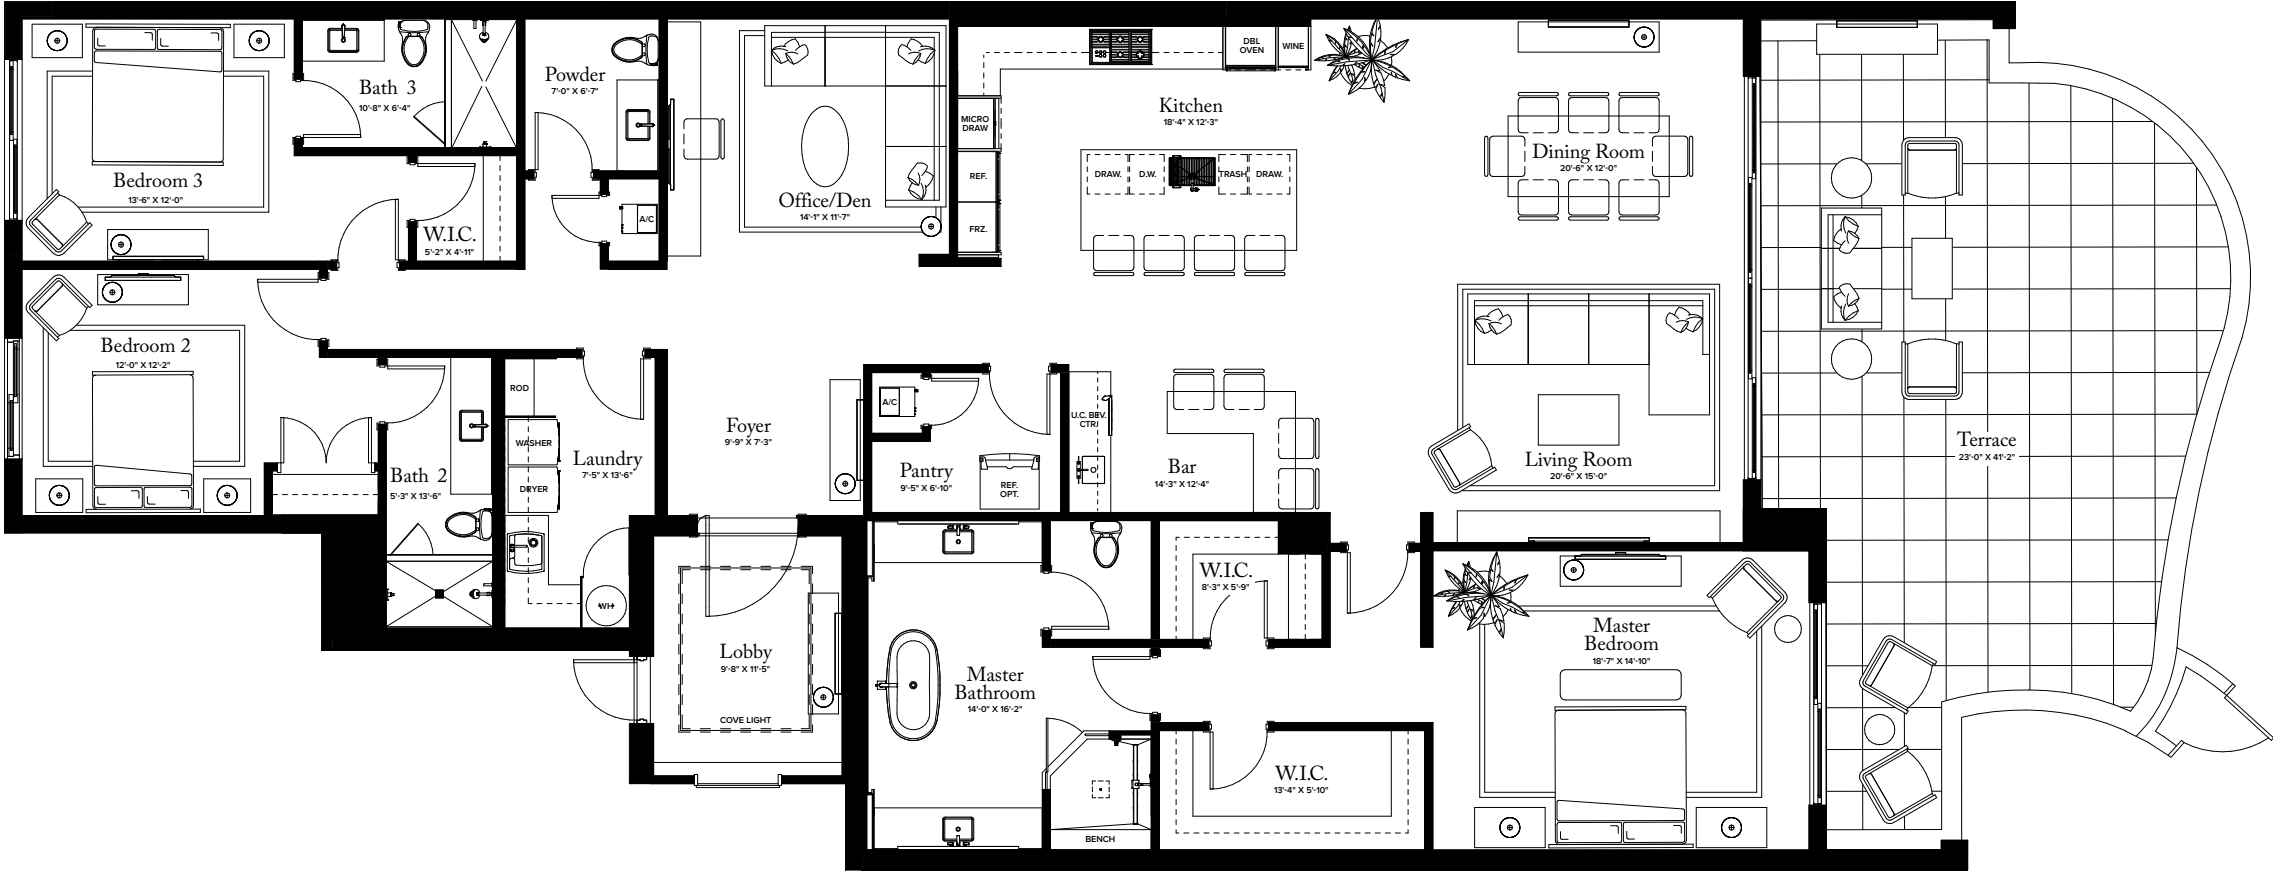 Bath 3
10'-8" X 6'-4"
Powder
7'-0" X 6'-7"
Bedroom 3
13'-6" X 12'-0"
W.I.C.
5'-2" X 4'-11"
A/C
Office/Den
14'-1" X 11'-7"
DBL
OVEN
WINE
Kitchen
18'-4" X 12'-3"
MICRO
DRAW
REF.
FRZ.
DRAW.
D.W.
TRASH
DRAW.
Dining Room
20'-6" X 12'-0"
Bedroom 2
12'-0" X 12'-2"
Bath 2
5'-3" X 13'-6"
ROD
WASHER
DRYER
Laundry
7'-5" X 13'-6"
WH
Foyer
9'-9" X 7'-3"
A/C
Pantry
9'-5" X 6'-10"
REF.
OPT.
U.C. BEV.
CTR.
Bar
14'-3" X 12'-4"
Living Room
20'-6" X 15'-0"
Terrace
23'-0" X 41'-2"
Lobby
9'-8" X 11'-5"
COVE LIGHT
Master
Bathroom
14'-0" X 16'-2"
BENCH
W.I.C.
8'-3" X 5'-9"
W.I.C.
13'-4" X 5'-10"
Master
Bedroom
18'-7" X 14'-10"